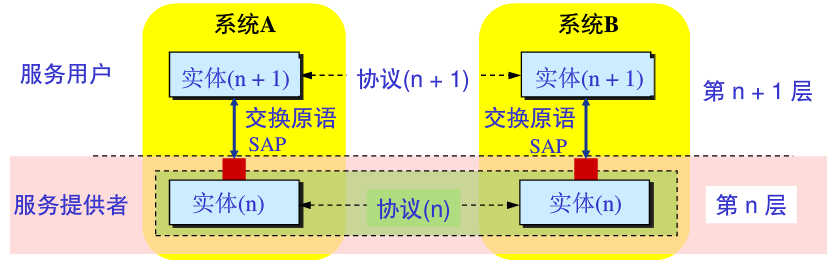 系统A
系统B
服务用户
实体(n + 1)
协议(n + 1)
实体(n + 1)
第 n + 1 层
交换原语
交换原语
SAP
SAP
服务提供者
实体(n)
协议(n)
实体(n)
第 n 层